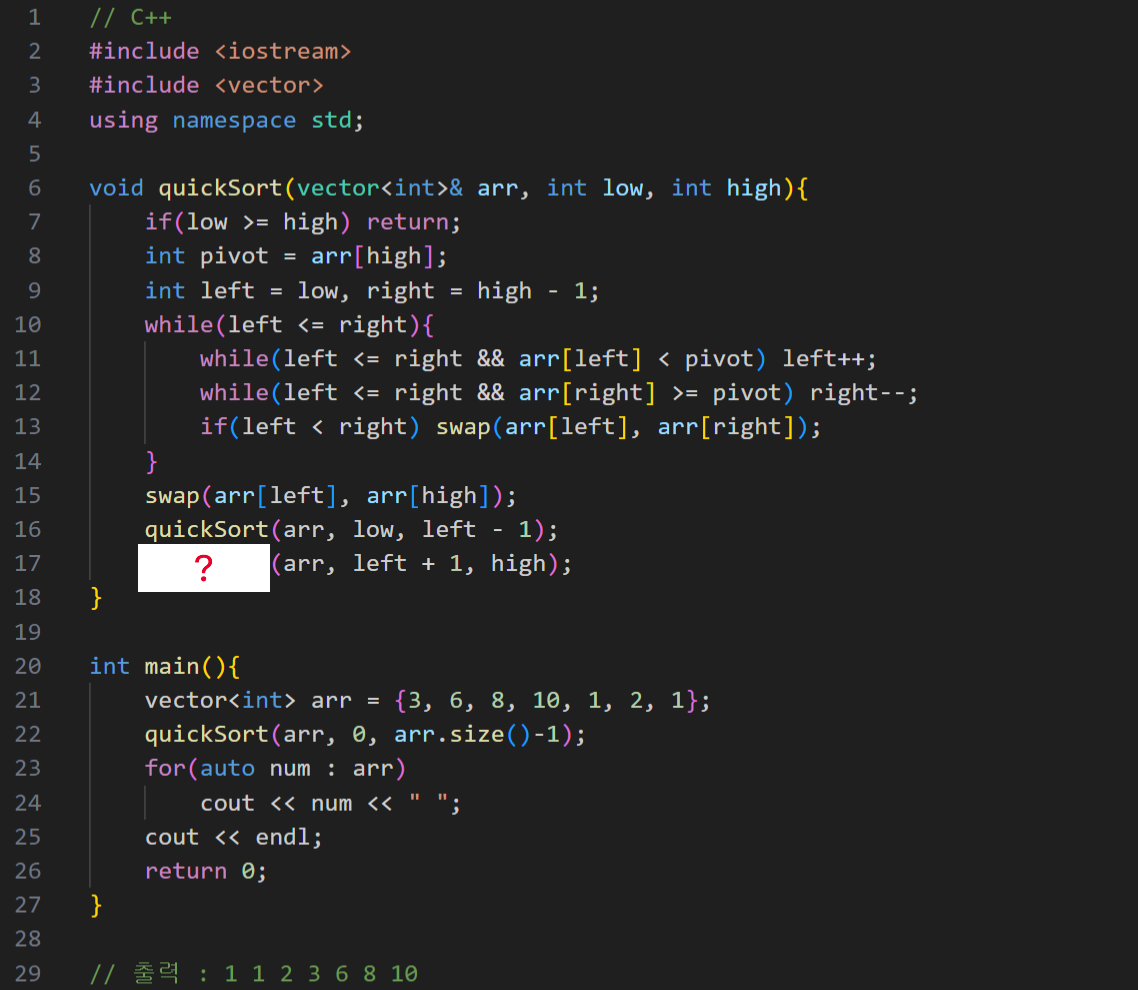 1 // C++
2 #include <iostream>
3 #include <vector>
4 using namespace std;
5
6 void quickSort(vector<int>& arr, int low, int high){
7     if(low >= high) return;
8     int pivot = arr[high];
9     int left = low, right = high - 1;
10     while(left <= right){
11         while(left <= right && arr[left] < pivot) left++;
12         while(left <= right && arr[right] >= pivot) right--;
13         if(left < right) swap(arr[left], arr[right]);
14     }
15     swap(arr[left], arr[high]);
16     quickSort(arr, low, left - 1);
17     ?(arr, left + 1, high);
18 }
19
20 int main(){
21     vector<int> arr = {3, 6, 8, 10, 1, 2, 1};
22     quickSort(arr, 0, arr.size()-1);
23     for(auto num : arr)
24         cout << num << " ";
25     cout << endl;
26     return 0;
27 }
28
29 // 출력 : 1 1 2 3 6 8 10